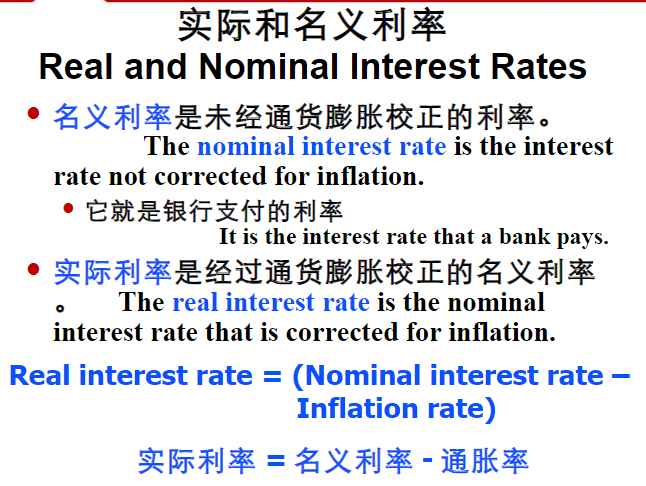 实际和名义利率
Real and Nominal Interest Rates
• 名义利率是未经通货膨胀校正的利率。
The nominal interest rate is the interest
rate not corrected for inflation.
• 它就是银行支付的利率
It is the interest rate that a bank pays.
• 实际利率是经过通货膨胀校正的名义利率
。 The real interest rate is the nominal
interest rate that is corrected for inflation.
Real interest rate = (Nominal interest rate –
Inflation rate)
实际利率 = 名义利率 - 通胀率